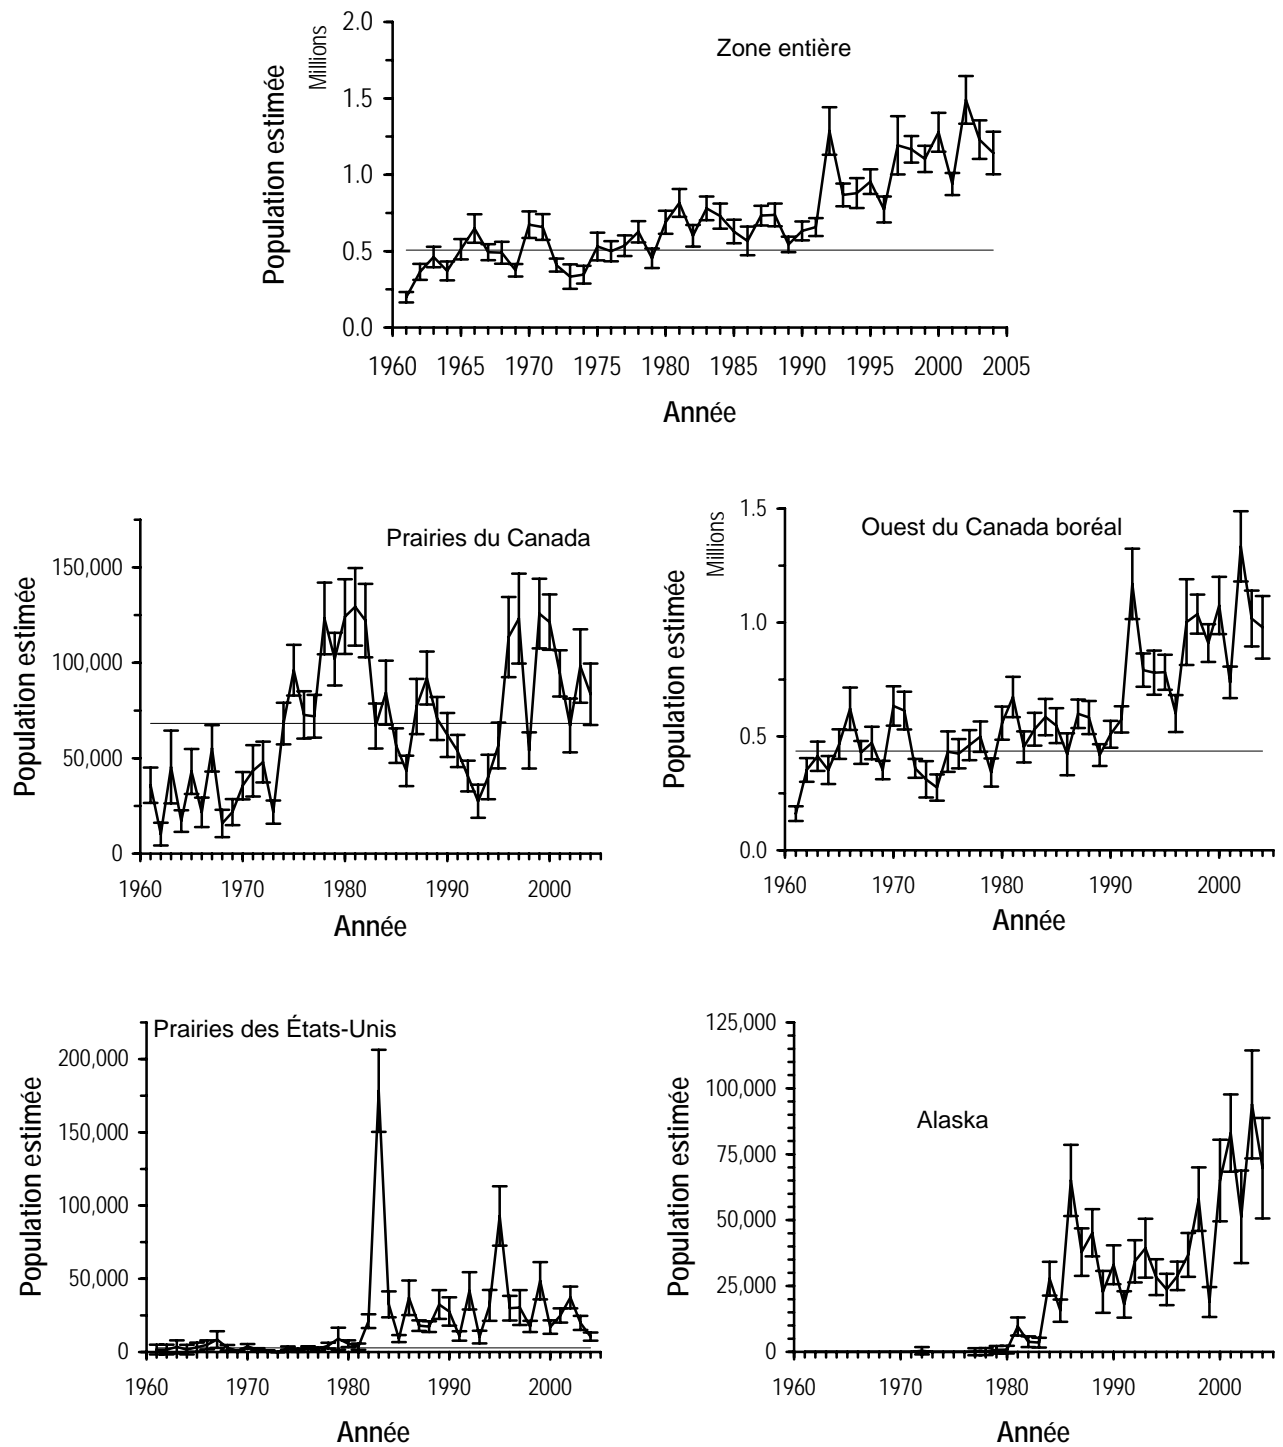 Zone entière
Millions
Population estimée
2.0
1.5
1.0
0.5
0.0
1960 1965 1970 1975 1980 1985 1990 1995 2000 2005
Année
Prairies du Canada
Population estimée
150,000
100,000
50,000
0
1960 1970 1980 1990 2000
Année
Ouest du Canada boréal
Millions
Population estimée
1.5
1.0
0.5
0.0
1960 1970 1980 1990 2000
Année
Prairies des États-Unis
Population estimée
200,000
150,000
100,000
50,000
0
1960 1970 1980 1990 2000
Année
Alaska
Population estimée
125,000
100,000
75,000
50,000
25,000
0
1960 1970 1980 1990 2000
Année